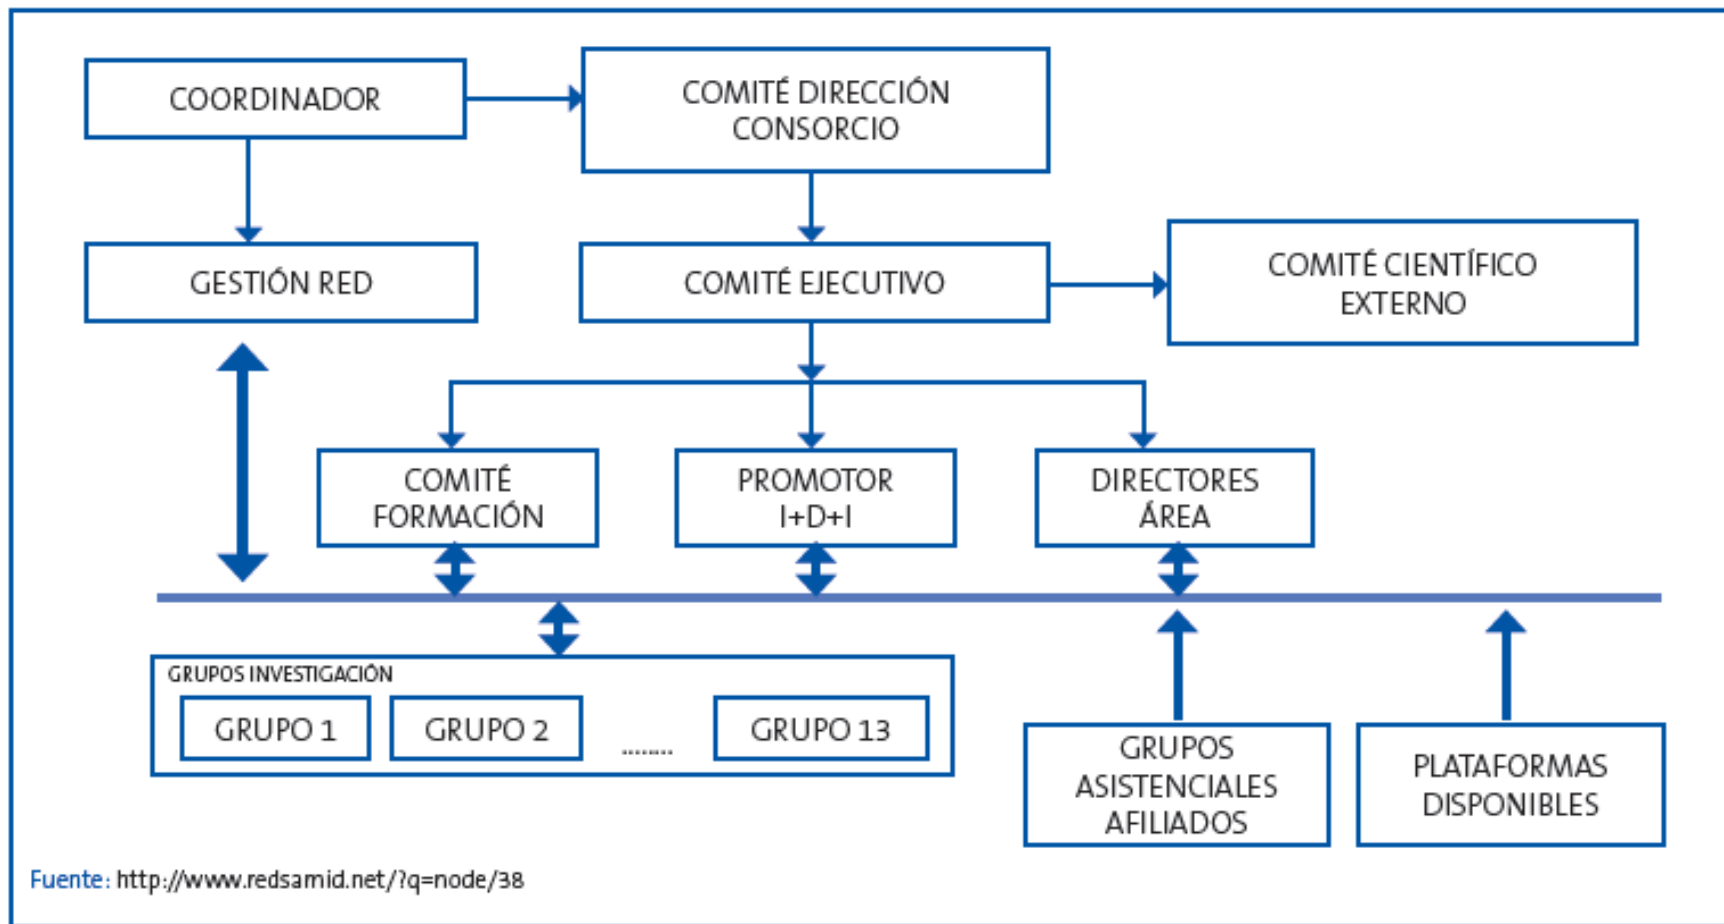 COORDINADOR
COMITÉ DIRECCIÓN
CONSORCIO
GESTIÓN RED
COMITÉ EJECUTIVO
COMITÉ CIENTÍFICO
EXTERNO
COMITÉ
FORMACIÓN
PROMOTOR
I+D+I
DIRECTORES
ÁREA
GRUPOS INVESTIGACIÓN
GRUPO 1
GRUPO 2
........
GRUPO 13
GRUPOS
ASISTENCIALES
AFILIADOS
PLATAFORMAS
DISPONIBLES
Fuente: http://www.redsamid.net/?q=node/38